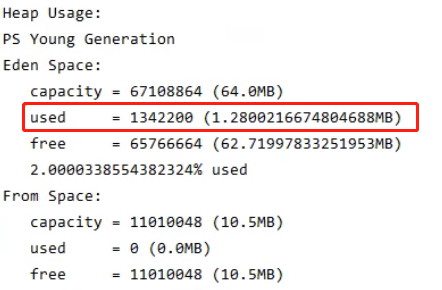 Heap Usage:
PS Young Generation
Eden Space:
capacity = 67108864 (64.0MB)
used = 1342200 (1.2800216674804688MB)
free = 65766664 (62.71997833251953MB)
2.0000338554382324% used
From Space:
capacity = 11010048 (10.5MB)
used = 0 (0.0MB)
free = 11010048 (10.5MB)